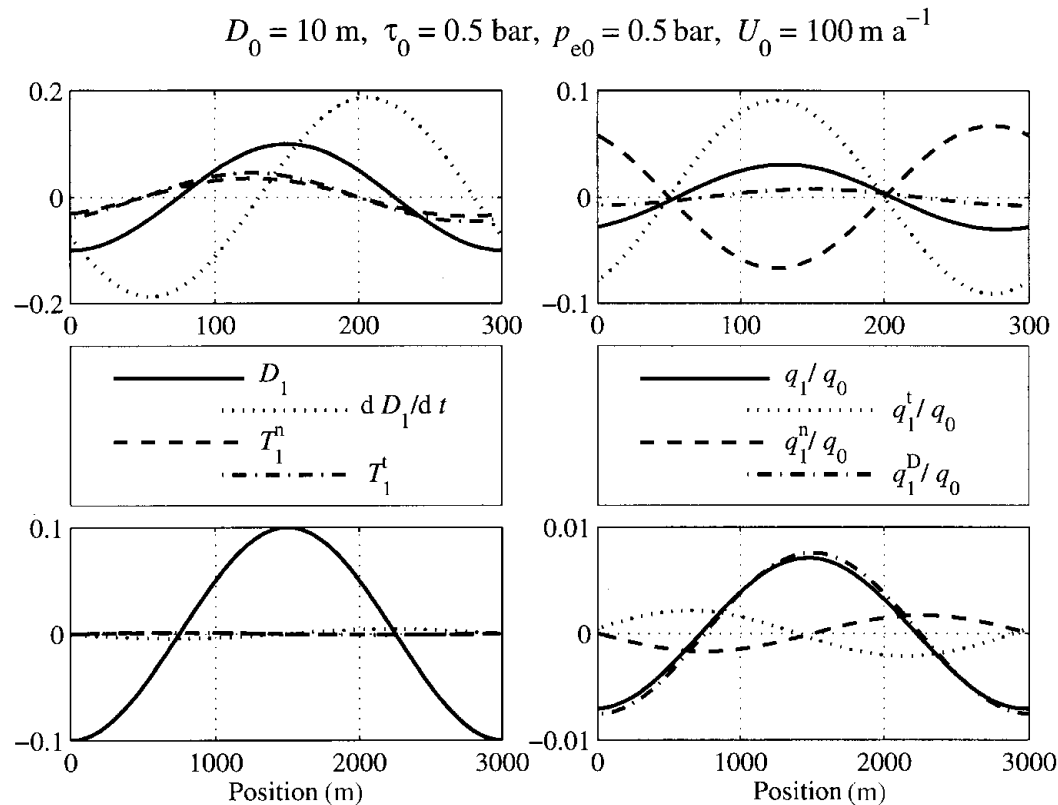 D₀ = 10 m, τ₀ = 0.5 bar, pₑ₀ = 0.5 bar, U₀ = 100 m a⁻¹
0.2
0
−0.2
0 100 200 300
0.1
0
−0.1
0 100 200 300
D₁
d D₁/d t
T₁ⁿ
T₁ᵗ
q₁/ q₀
q₁ᵗ/ q₀
q₁ⁿ/ q₀
q₁ᴰ/ q₀
0.1
0
−0.1
0 1000 2000 3000
Position (m)
0.01
0
−0.01
0 1000 2000 3000
Position (m)